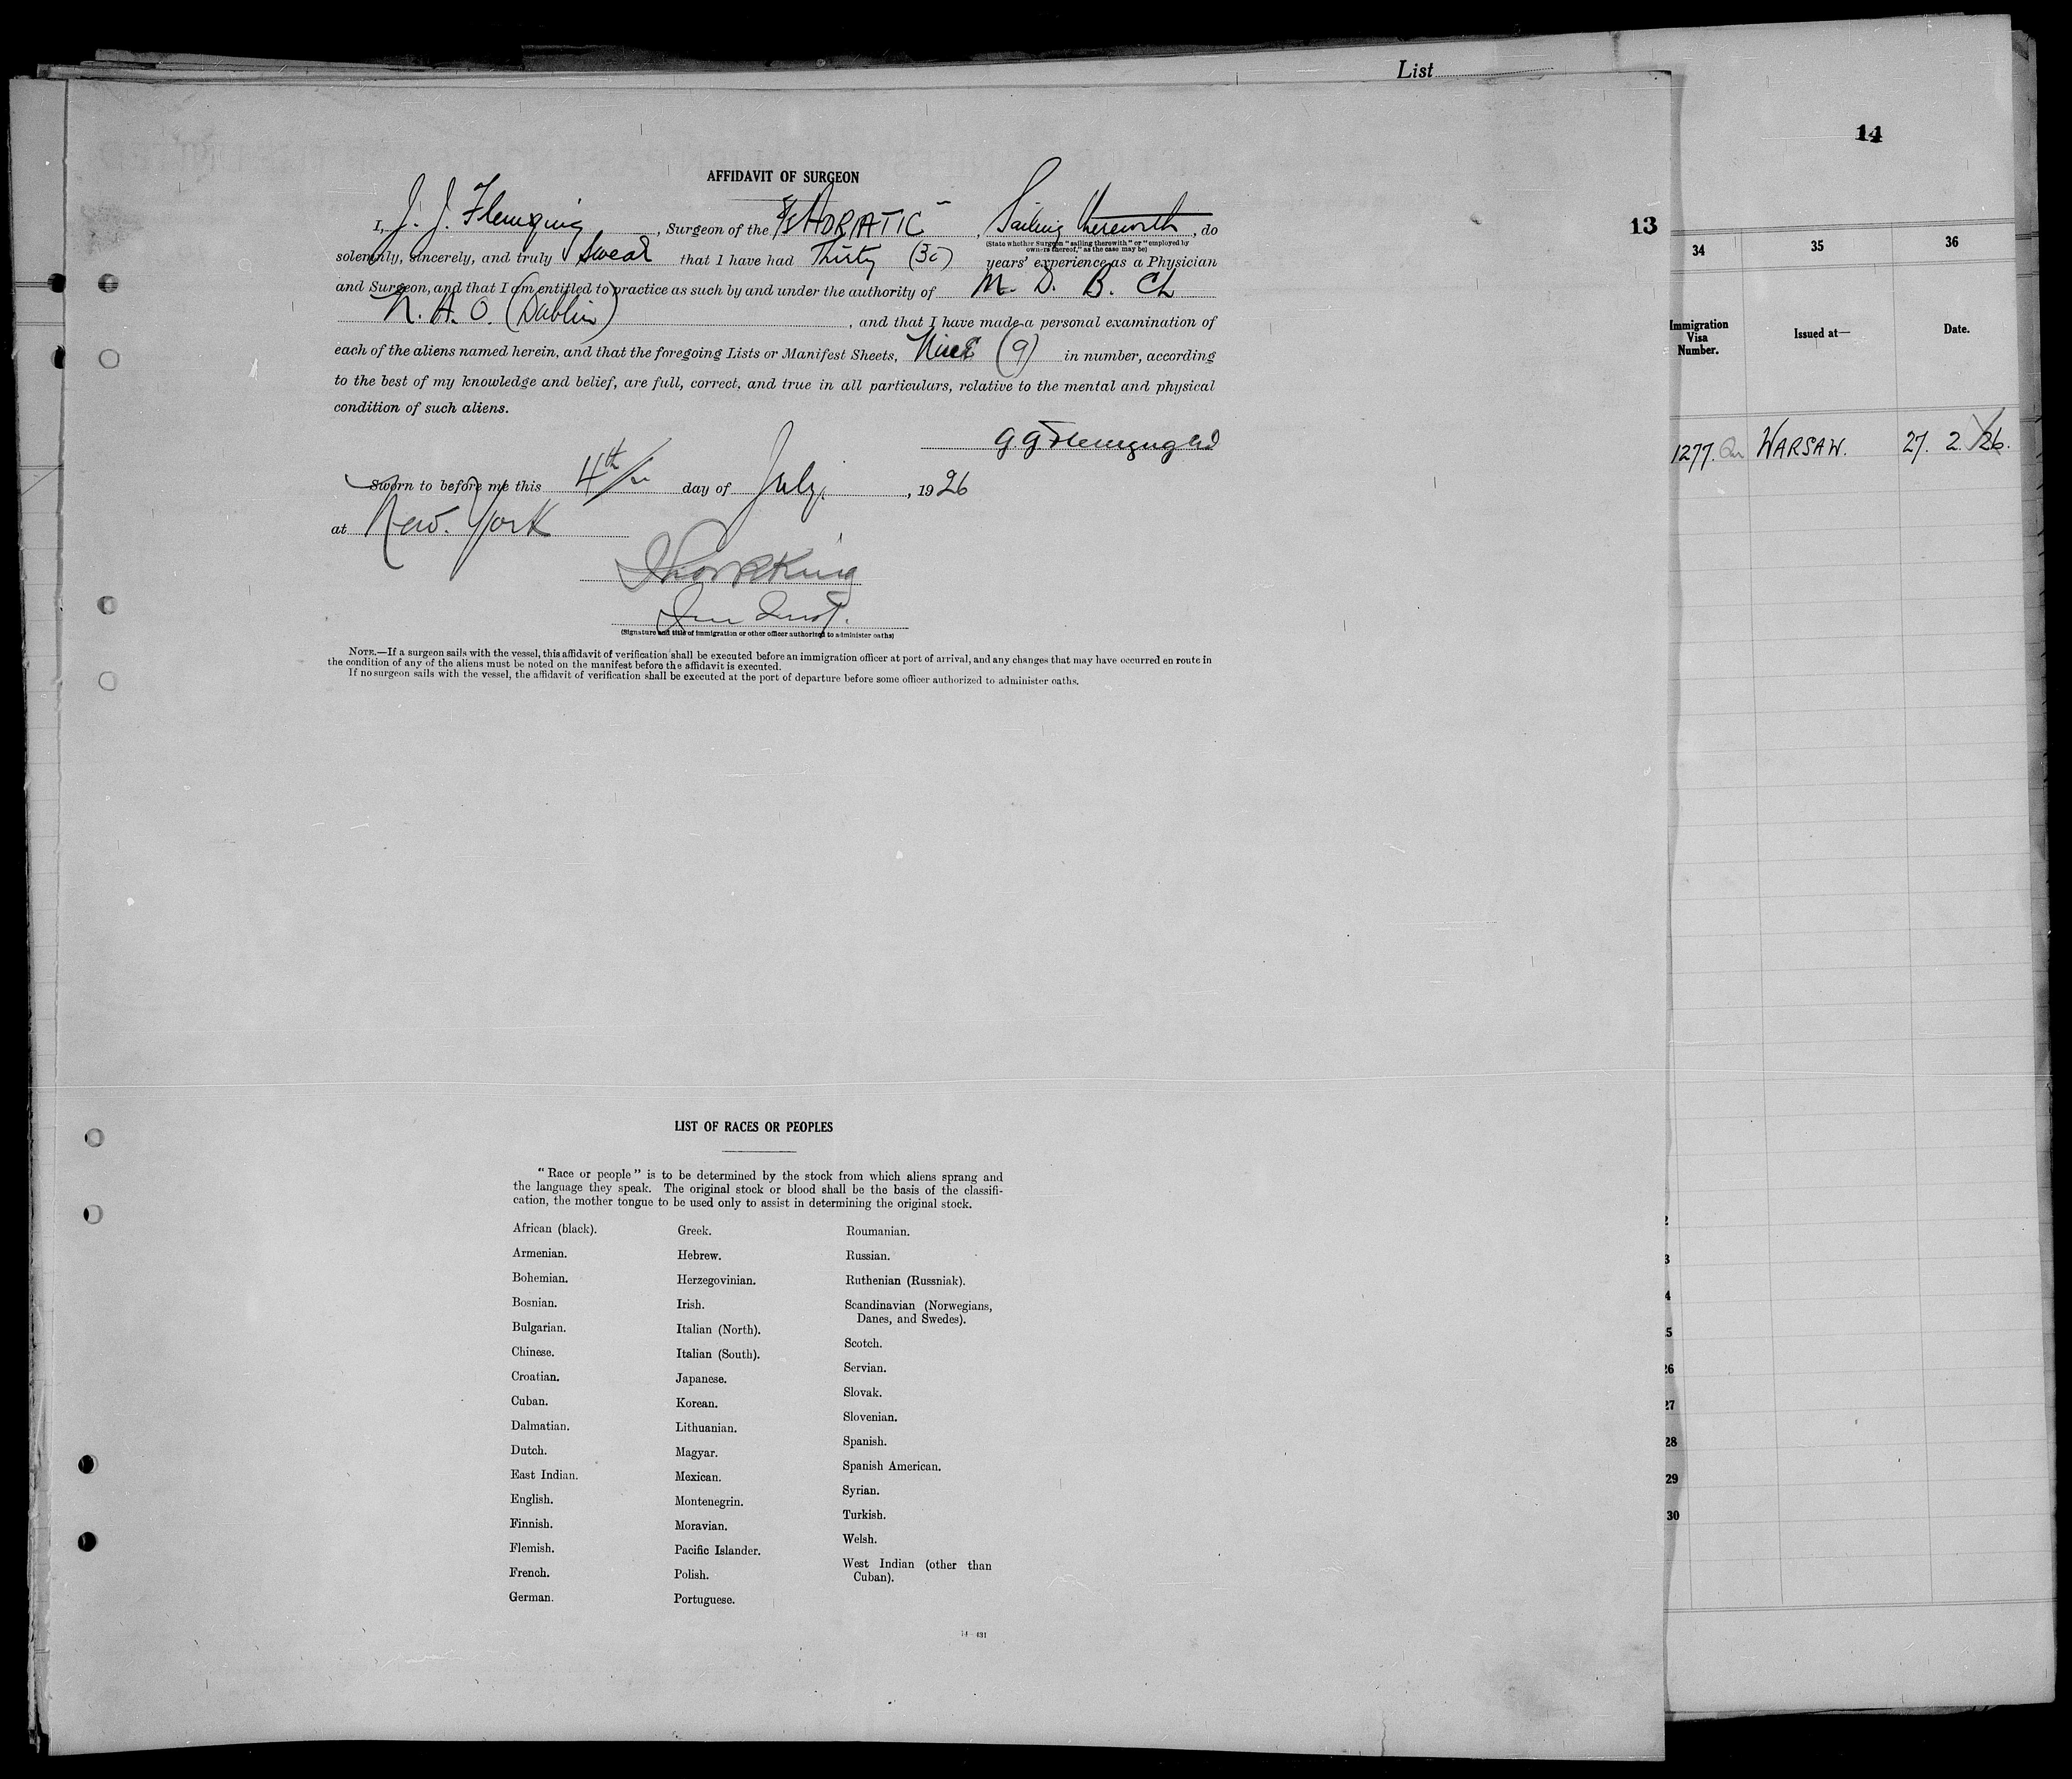 List
14
AFFIDAVIT OF SURGEON
I, J. J. Fleming, Surgeon of the S/S ADRIATIC, Sailing therewith, do
(State whether Surgeon "sailing therewith" or "employed by
owners thereof," as the case may be)
13
solemnly, sincerely, and truly Swear that I have had Thirty (30) years' experience as a Physician
and Surgeon, and that I am entitled to practice as such by and under the authority of M. D. B. Ch
A. O. (Dublin), and that I have made a personal examination of
each of the aliens named herein, and that the foregoing Lists or Manifest Sheets, Nine (9) in number, according
to the best of my knowledge and belief, are full, correct, and true in all particulars, relative to the mental and physical
condition of such aliens.
Sworn to before me this 4th day of July, 1926
at New York
(Signature and title of immigration or other officer authorized to administer oaths)
NOTE.—If a surgeon sails with the vessel, this affidavit of verification shall be executed before an immigration officer at port of arrival, and any changes that may have occurred en route in
the condition of any of the aliens must be noted on the manifest before the affidavit is executed.
If no surgeon sails with the vessel, the affidavit of verification shall be executed at the port of departure before some officer authorized to administer oaths.
LIST OF RACES OR PEOPLES
"Race or people" is to be determined by the stock from which aliens sprang and
the language they speak. The original stock or blood shall be the basis of the classifi-
cation, the mother tongue to be used only to assist in determining the original stock.
African (black).
Armenian.
Bohemian.
Bosnian.
Bulgarian.
Chinese.
Croatian.
Cuban.
Dalmatian.
Dutch.
East Indian.
English.
Finnish.
Flemish.
French.
German.
Greek.
Hebrew.
Herzegovinian.
Irish.
Italian (North).
Italian (South).
Japanese.
Korean.
Lithuanian.
Magyar.
Mexican.
Montenegrin.
Moravian.
Pacific Islander.
Polish.
Portuguese.
Roumanian.
Russian.
Ruthenian (Russniak).
Scandinavian (Norwegians,
Danes, and Swedes).
Scotch.
Servian.
Slovak.
Slovenian.
Spanish.
Spanish American.
Syrian.
Turkish.
Welsh.
West Indian (other than
Cuban).
14—431
34 35 36
Immigration
Visa
Number.
Issued at—
Date.
1277. WARSAW. 27. 2. 26.
2
3
4
5
26
27
28
29
30